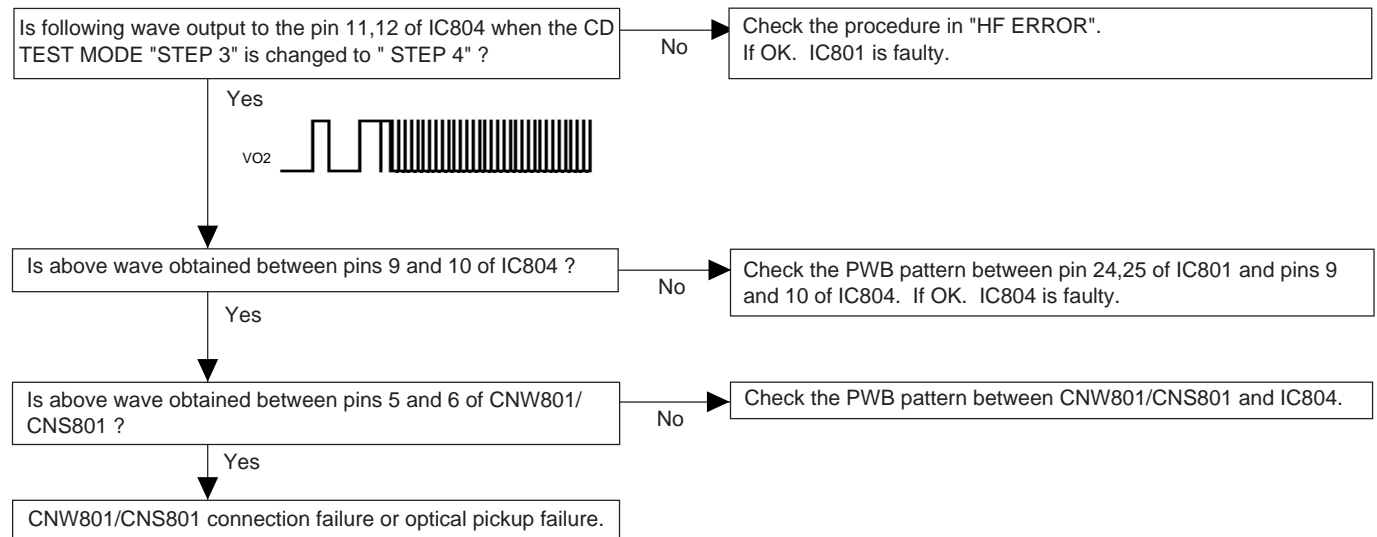 Is following wave output to the pin 11,12 of IC804 when the CD
TEST MODE "STEP 3" is changed to " STEP 4" ?
No
Check the procedure in "HF ERROR".
If OK.  IC801 is faulty.
Yes
VO2
Is above wave obtained between pins 9 and 10 of IC804 ?
No
Check the PWB pattern between pin 24,25 of IC801 and pins 9
and 10 of IC804.  If OK.  IC804 is faulty.
Yes
Is above wave obtained between pins 5 and 6 of CNW801/
CNS801 ?
No
Check the PWB pattern between CNW801/CNS801 and IC804.
Yes
CNW801/CNS801 connection failure or optical pickup failure.